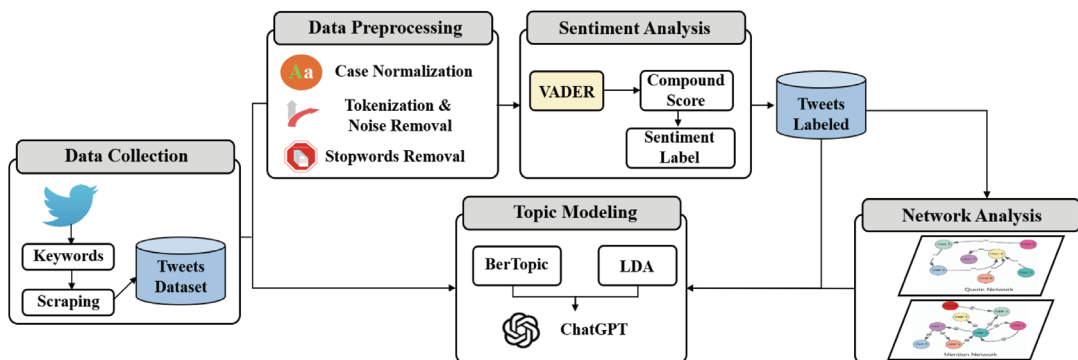 Data Preprocessing
Aa
Case Normalization
Tokenization &
Noise Removal
Stopwords Removal
Sentiment Analysis
VADER
Compound
Score
Sentiment
Label
Tweets
Labeled
Data Collection
Keywords
Scraping
Tweets
Dataset
Topic Modeling
BerTopic
LDA
ChatGPT
Network Analysis
Quote Network
Mention Network